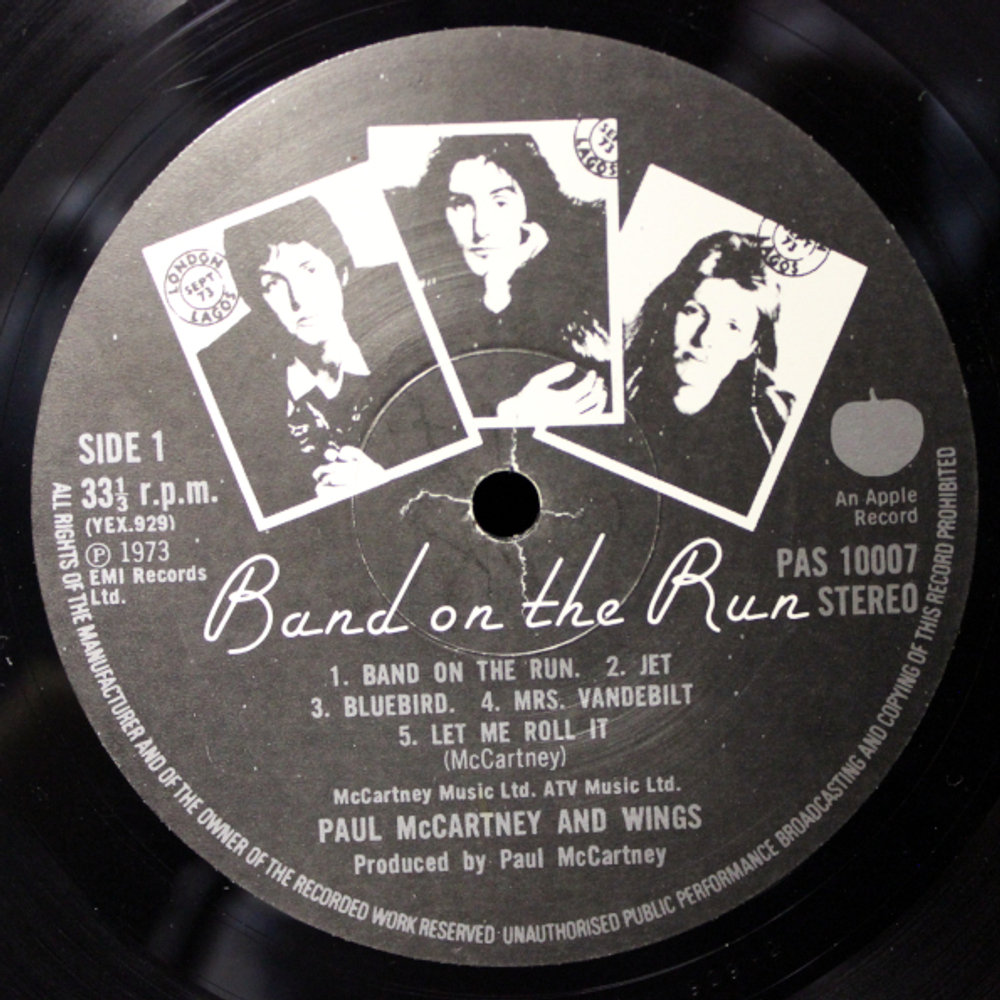 LONDON
SEPT
73
LAGOS
SE
73
LAGOS
73
AGOS
SIDE 1
33⅓ r.p.m.
(YEX.929)
Ⓟ 1973
EMI Records
Ltd.
An Apple
Record
PAS 10007
STEREO
Band on the Run
1. BAND ON THE RUN. 2. JET
3. BLUEBIRD. 4. MRS. VANDEBILT
5. LET ME ROLL IT
(McCartney)
McCartney Music Ltd. ATV Music Ltd.
PAUL McCARTNEY AND WINGS
Produced by Paul McCartney
ALL RIGHTS OF THE MANUFACTURER AND OF THE OWNER OF THE RECORDED WORK RESERVED · UNAUTHORISED PUBLIC PERFORMANCE BROADCASTING AND COPYING OF THIS RECORD PROHIBITED